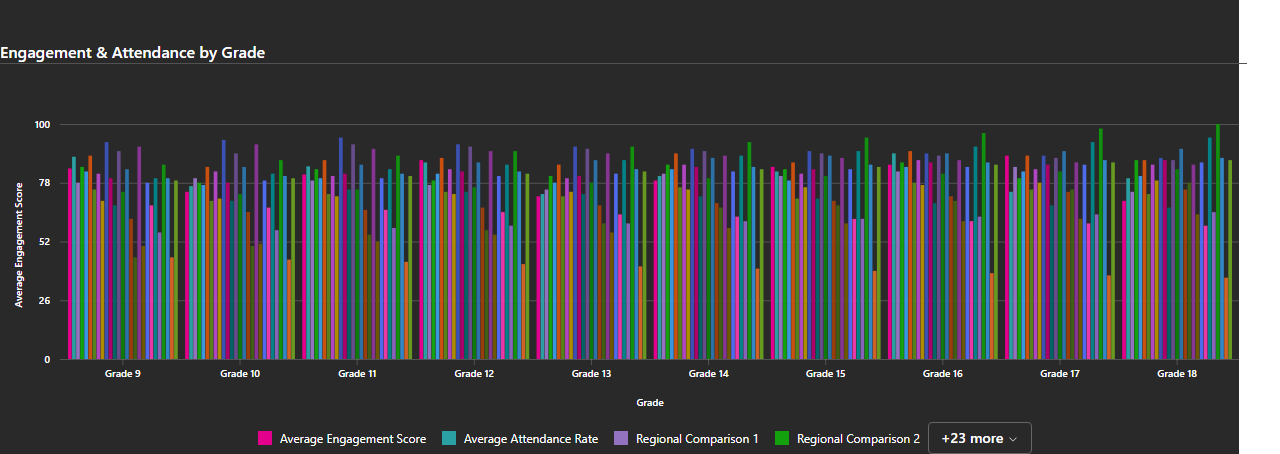 Engagement & Attendance by Grade
Average Engagement Score
100
78
52
26
0
Grade 9 Grade 10 Grade 11 Grade 12 Grade 13 Grade 14 Grade 15 Grade 16 Grade 17 Grade 18
Grade
Average Engagement Score Average Attendance Rate Regional Comparison 1 Regional Comparison 2 +23 more